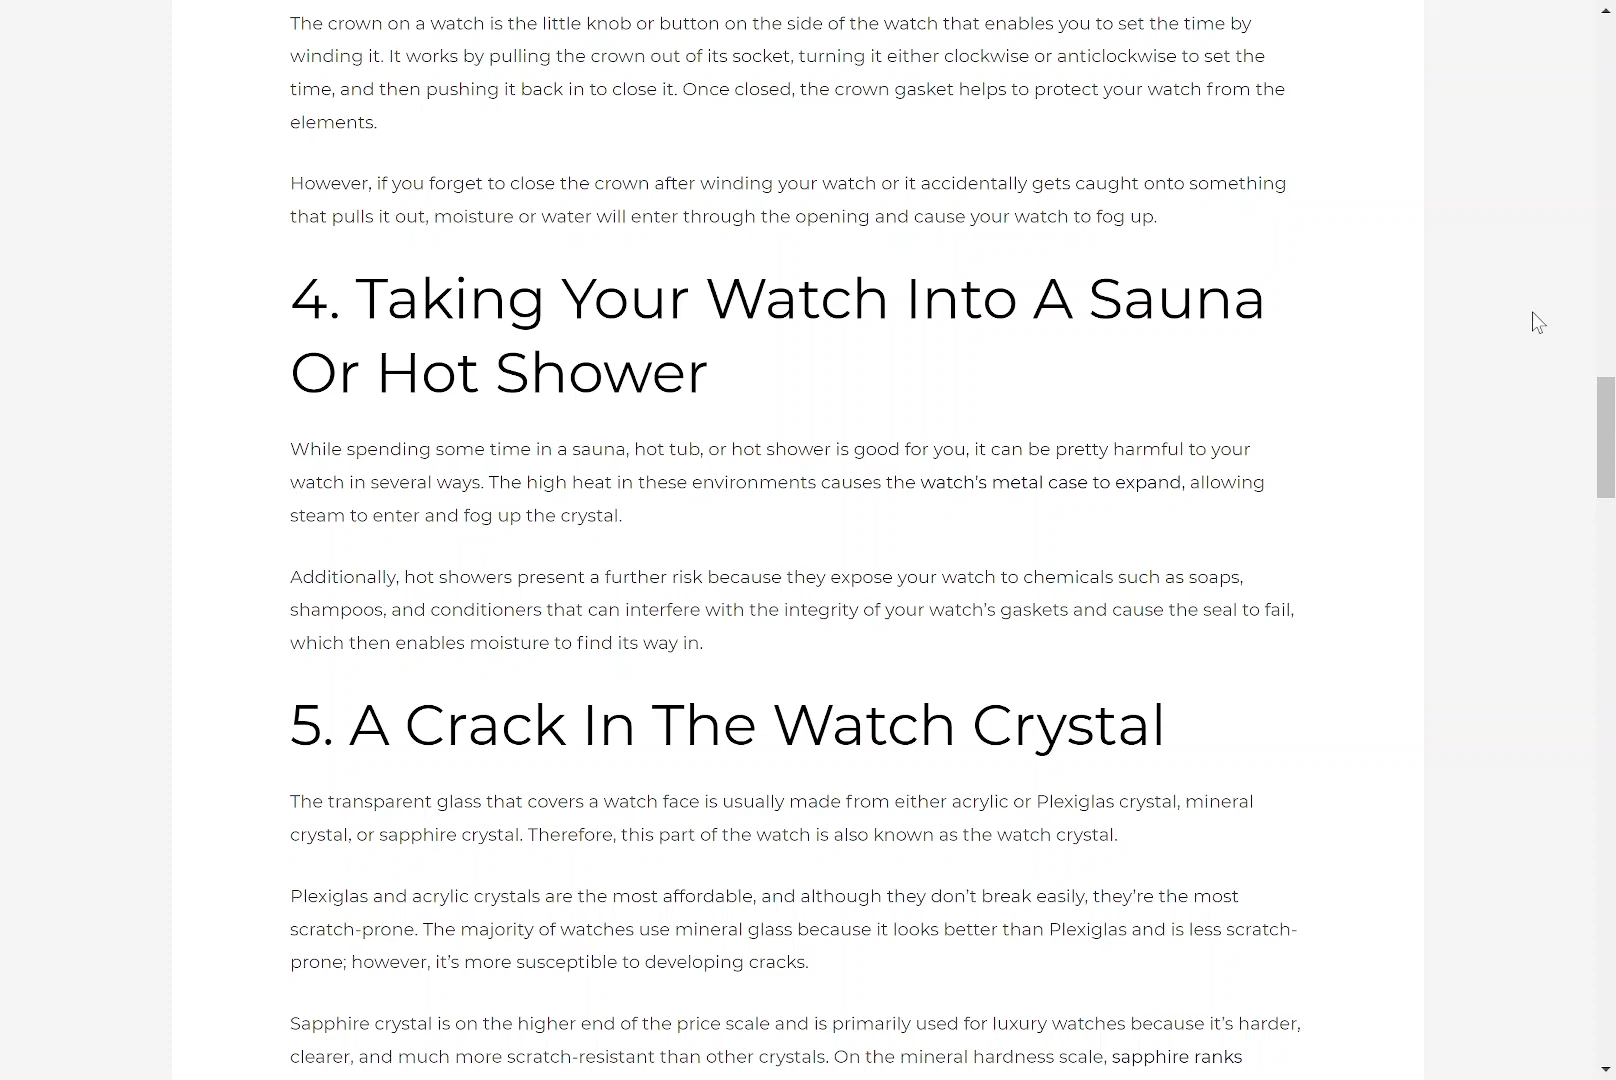 The crown on a watch is the little knob or button on the side of the watch that enables you to set the time by
winding it. It works by pulling the crown out of its socket, turning it either clockwise or anticlockwise to set the
time, and then pushing it back in to close it. Once closed, the crown gasket helps to protect your watch from the
elements.
However, if you forget to close the crown after winding your watch or it accidentally gets caught onto something
that pulls it out, moisture or water will enter through the opening and cause your watch to fog up.
4. Taking Your Watch Into A Sauna
Or Hot Shower
While spending some time in a sauna, hot tub, or hot shower is good for you, it can be pretty harmful to your
watch in several ways. The high heat in these environments causes the watch's metal case to expand, allowing
steam to enter and fog up the crystal.
Additionally, hot showers present a further risk because they expose your watch to chemicals such as soaps,
shampoos, and conditioners that can interfere with the integrity of your watch's gaskets and cause the seal to fail,
which then enables moisture to find its way in.
5. A Crack In The Watch Crystal
The transparent glass that covers a watch face is usually made from either acrylic or Plexiglas crystal, mineral
crystal, or sapphire crystal. Therefore, this part of the watch is also known as the watch crystal.
Plexiglas and acrylic crystals are the most affordable, and although they don't break easily, they're the most
scratch-prone. The majority of watches use mineral glass because it looks better than Plexiglas and is less scratch-
prone; however, it's more susceptible to developing cracks.
Sapphire crystal is on the higher end of the price scale and is primarily used for luxury watches because it's harder,
clearer, and much more scratch-resistant than other crystals. On the mineral hardness scale, sapphire ranks